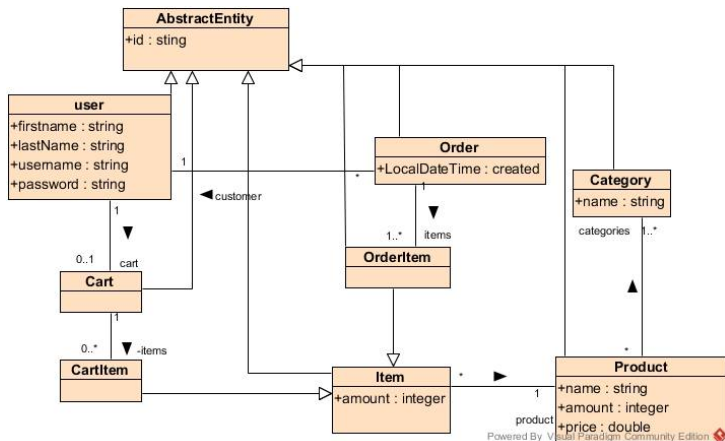 AbstractEntity
+id : sting
user
+firstname : string
+lastName : string
+username : string
+password : string
1
*
customer
Order
+LocalDateTime : created
1
1..*
items
Category
+name : string
categories
1..*
1
0..1
cart
Cart
OrderItem
1
0..*
-items
CartItem
Item
+amount : integer
*
1
product
*
Product
+name : string
+amount : integer
+price : double
Powered By Visual Paradigm Community Edition